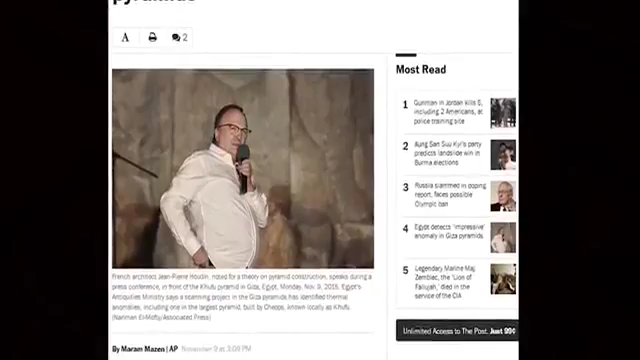 pyramids
A
2
French architect Jean-Pierre Houdin, noted for a theory on pyramid construction, speaks during a
press conference, in front of the Khufu pyramid in Giza, Egypt, Monday, Nov. 9, 2015. Egypt's
Antiquities Ministry says a scanning project in the Giza pyramids has identified thermal
anomalies, including one in the largest pyramid, built by Cheops, known locally as Khufu.
(Nariman El-Mofty/Associated Press)
By Maram Mazen | AP November 9 at 3:08 PM
Most Read
1 Gunman in Jordan kills 5,
including 2 Americans, at
police training site
2 Aung San Suu Kyi's party
predicts landslide win in
Burma elections
3 Russia slammed in doping
report, faces possible
Olympic ban
4 Egypt detects 'impressive'
anomaly in Giza pyramids
5 Legendary Marine Maj.
Zembiec, the 'Lion of
Fallujah,' died in the
service of the CIA
Unlimited Access to The Post. Just 99¢